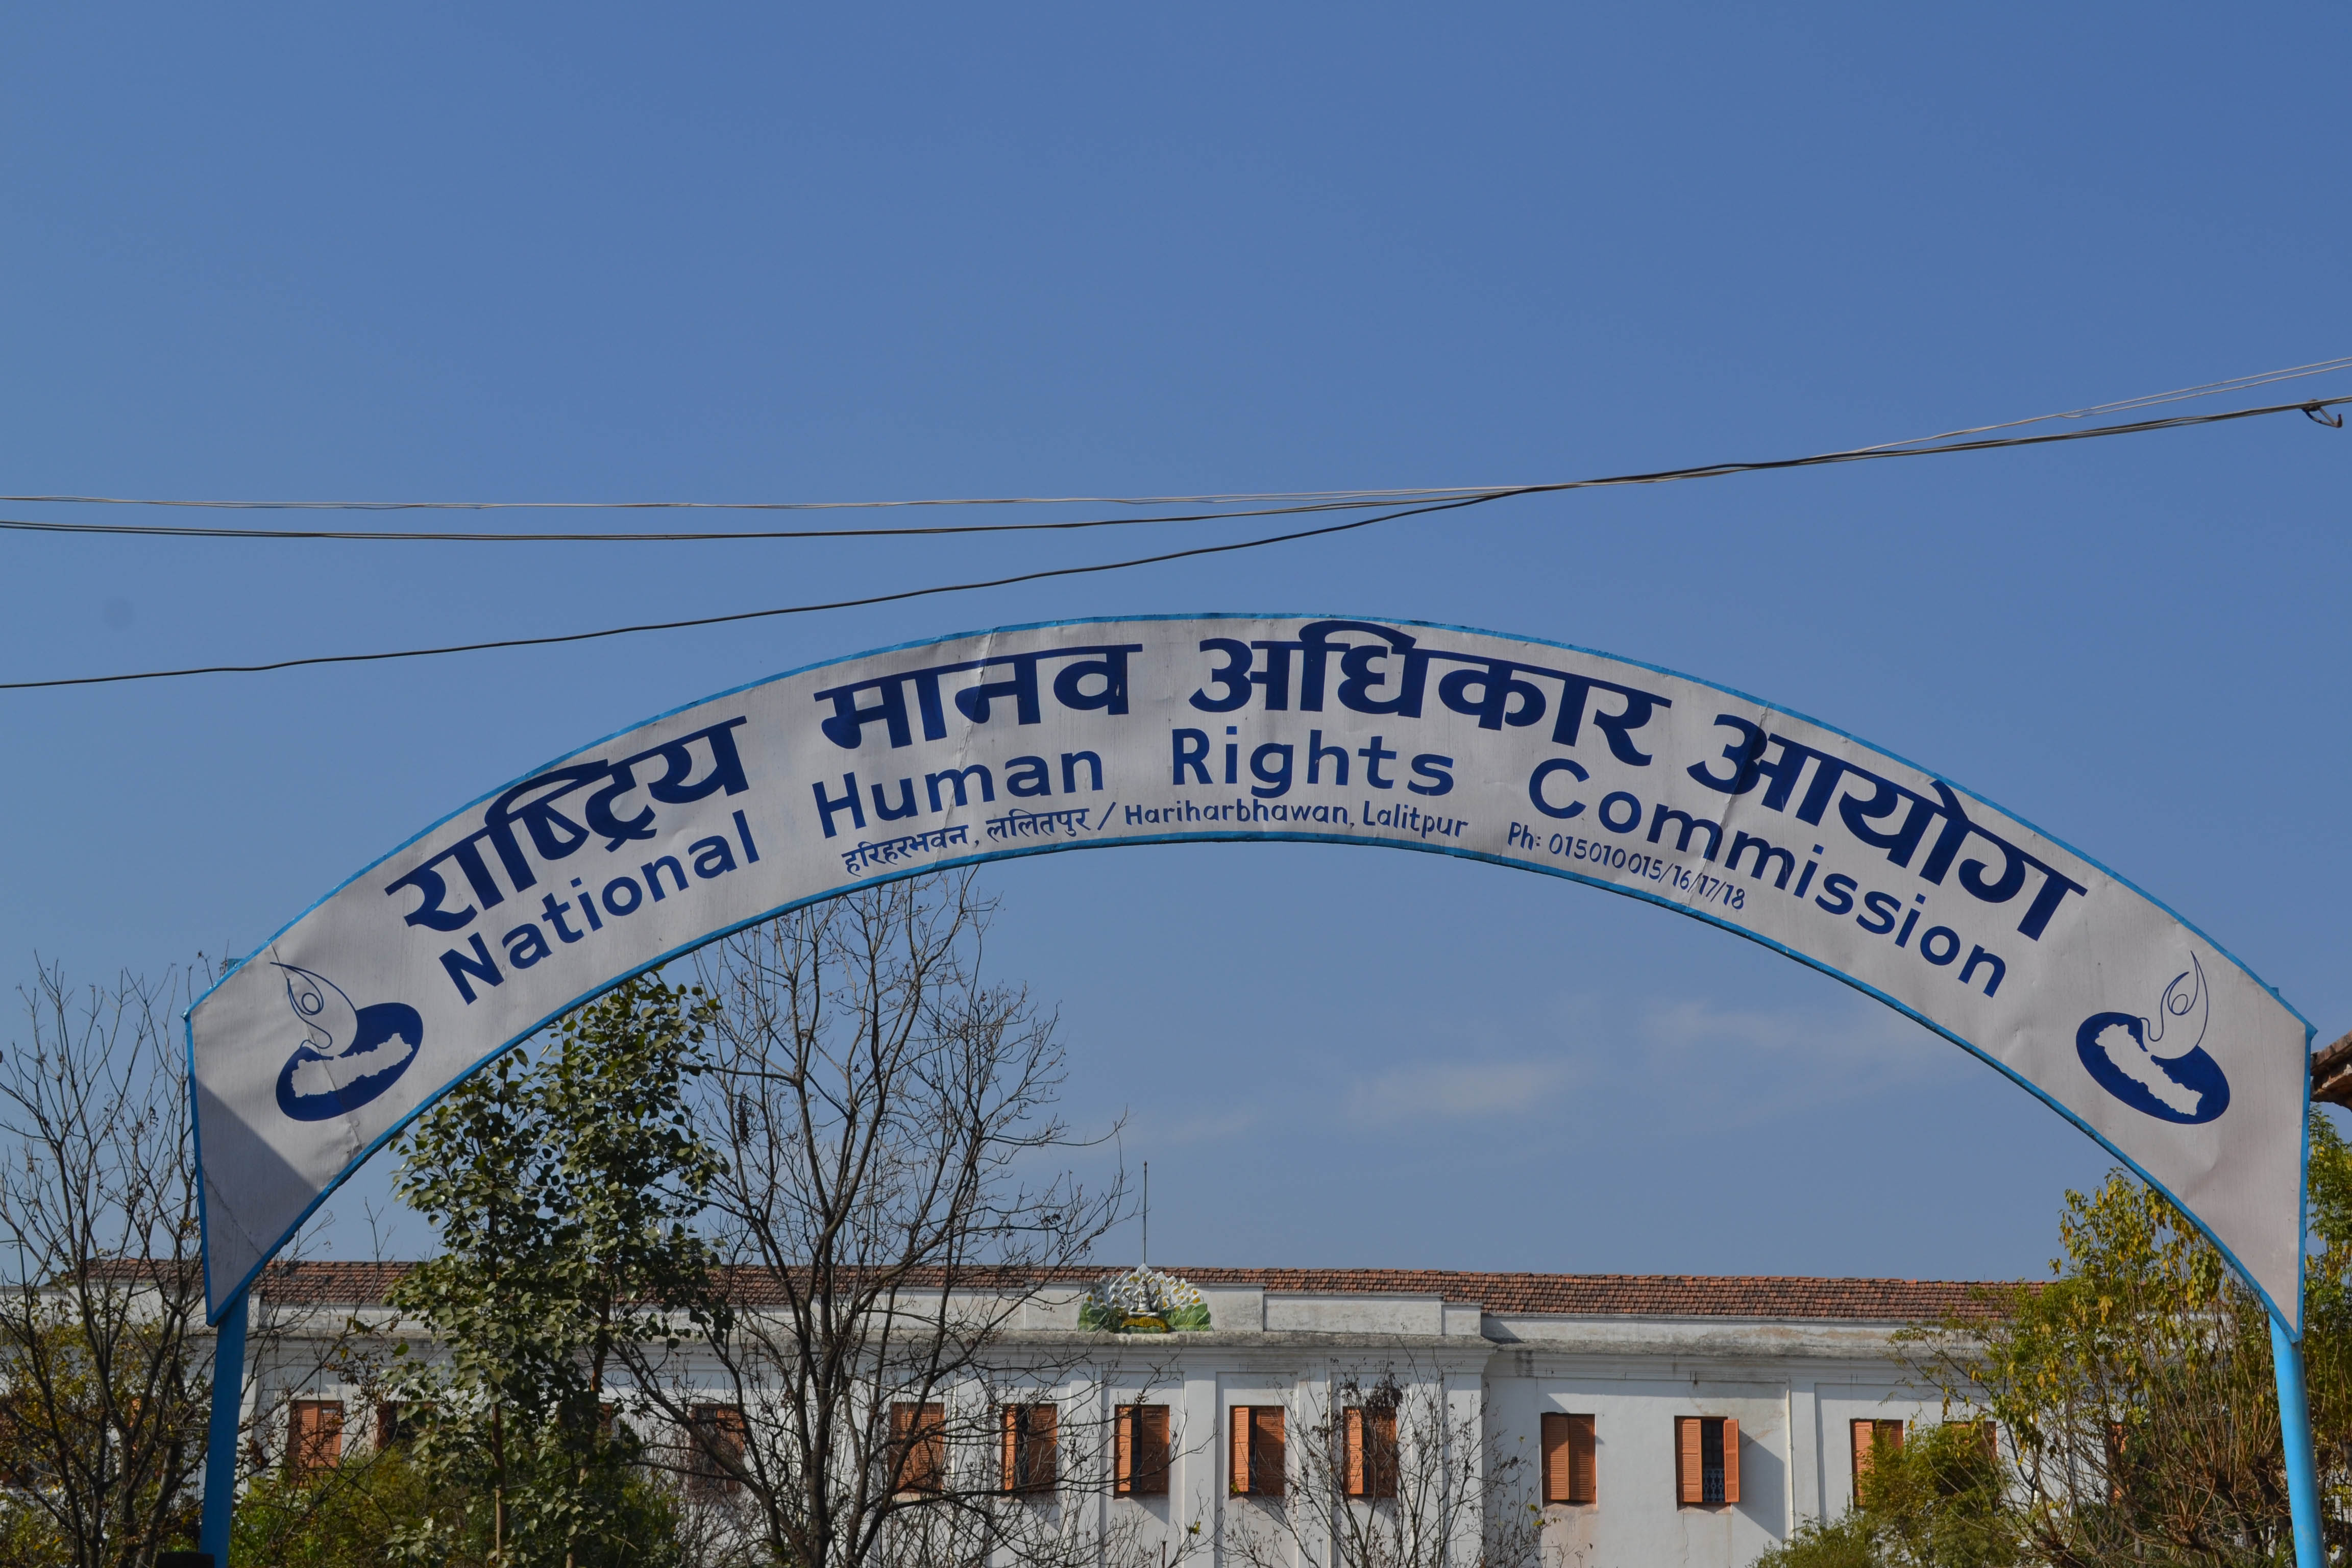 राष्ट्रिय मानव अधिकार आयोग
National Human Rights Commission
हरिहरभवन, ललितपुर / Hariharbhawan, Lalitpur Ph: 015010015/16/17/18